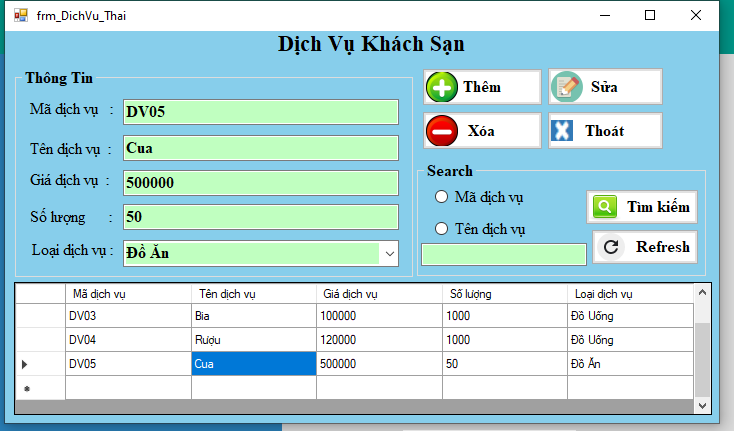 frm_DichVu_Thai
Dịch Vụ Khách Sạn
Thông Tin
Mã dịch vụ : DV05
Tên dịch vụ : Cua
Giá dịch vụ : 500000
Số lượng : 50
Loại dịch vụ : Đồ Ăn
Thêm Sửa
Xóa Thoát
Search
Mã dịch vụ
Tên dịch vụ
Tìm kiếm
Refresh
Mã dịch vụ Tên dịch vụ Giá dịch vụ Số lượng Loại dịch vụ
DV03 Bia 100000 1000 Đồ Uống
DV04 Rượu 120000 1000 Đồ Uống
DV05 Cua 500000 50 Đồ Ăn